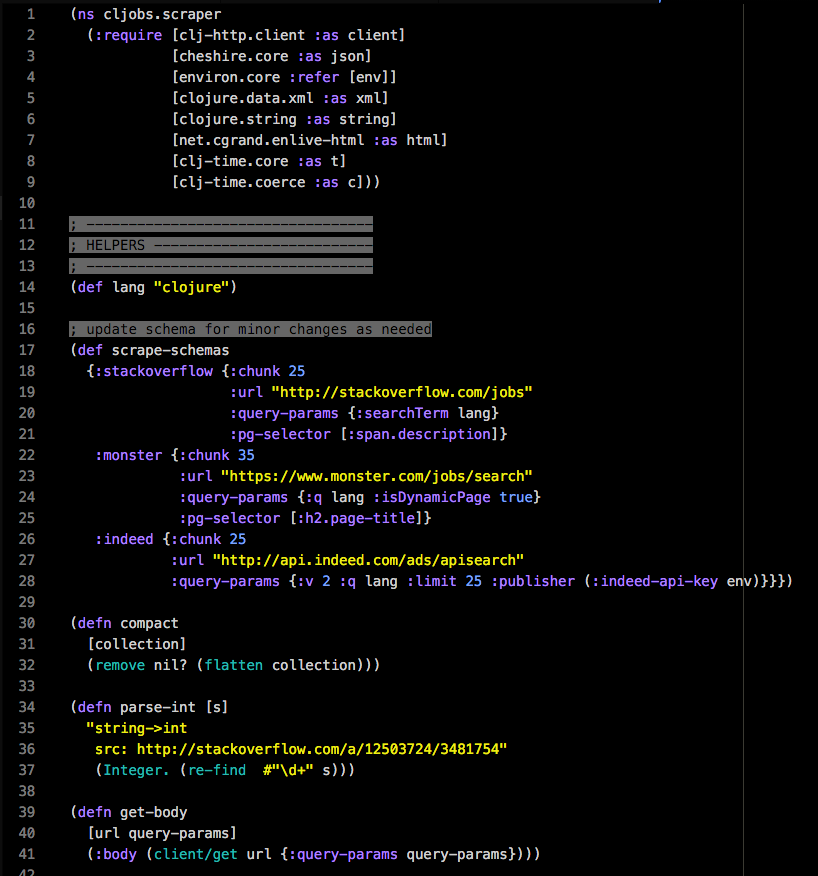 1 (ns cljobs.scraper
2   (:require [clj-http.client :as client]
3             [cheshire.core :as json]
4             [environ.core :refer [env]]
5             [clojure.data.xml :as xml]
6             [clojure.string :as string]
7             [net.cgrand.enlive-html :as html]
8             [clj-time.core :as t]
9             [clj-time.coerce :as c]))
10
11 ; ----------------------------------
12 ; HELPERS --------------------------
13 ; ----------------------------------
14 (def lang "clojure")
15
16 ; update schema for minor changes as needed
17 (def scrape-schemas
18   {:stackoverflow {:chunk 25
19                    :url "http://stackoverflow.com/jobs"
20                    :query-params {:searchTerm lang}
21                    :pg-selector [:span.description]}
22    :monster {:chunk 35
23              :url "https://www.monster.com/jobs/search"
24              :query-params {:q lang :isDynamicPage true}
25              :pg-selector [:h2.page-title]}
26    :indeed {:chunk 25
27             :url "http://api.indeed.com/ads/apisearch"
28             :query-params {:v 2 :q lang :limit 25 :publisher (:indeed-api-key env)}}})
29
30 (defn compact
31   [collection]
32   (remove nil? (flatten collection)))
33
34 (defn parse-int [s]
35   "string->int
36    src: http://stackoverflow.com/a/12503724/3481754"
37    (Integer. (re-find  #"\d+" s)))
38
39 (defn get-body
40   [url query-params]
41   (:body (client/get url {:query-params query-params})))
42